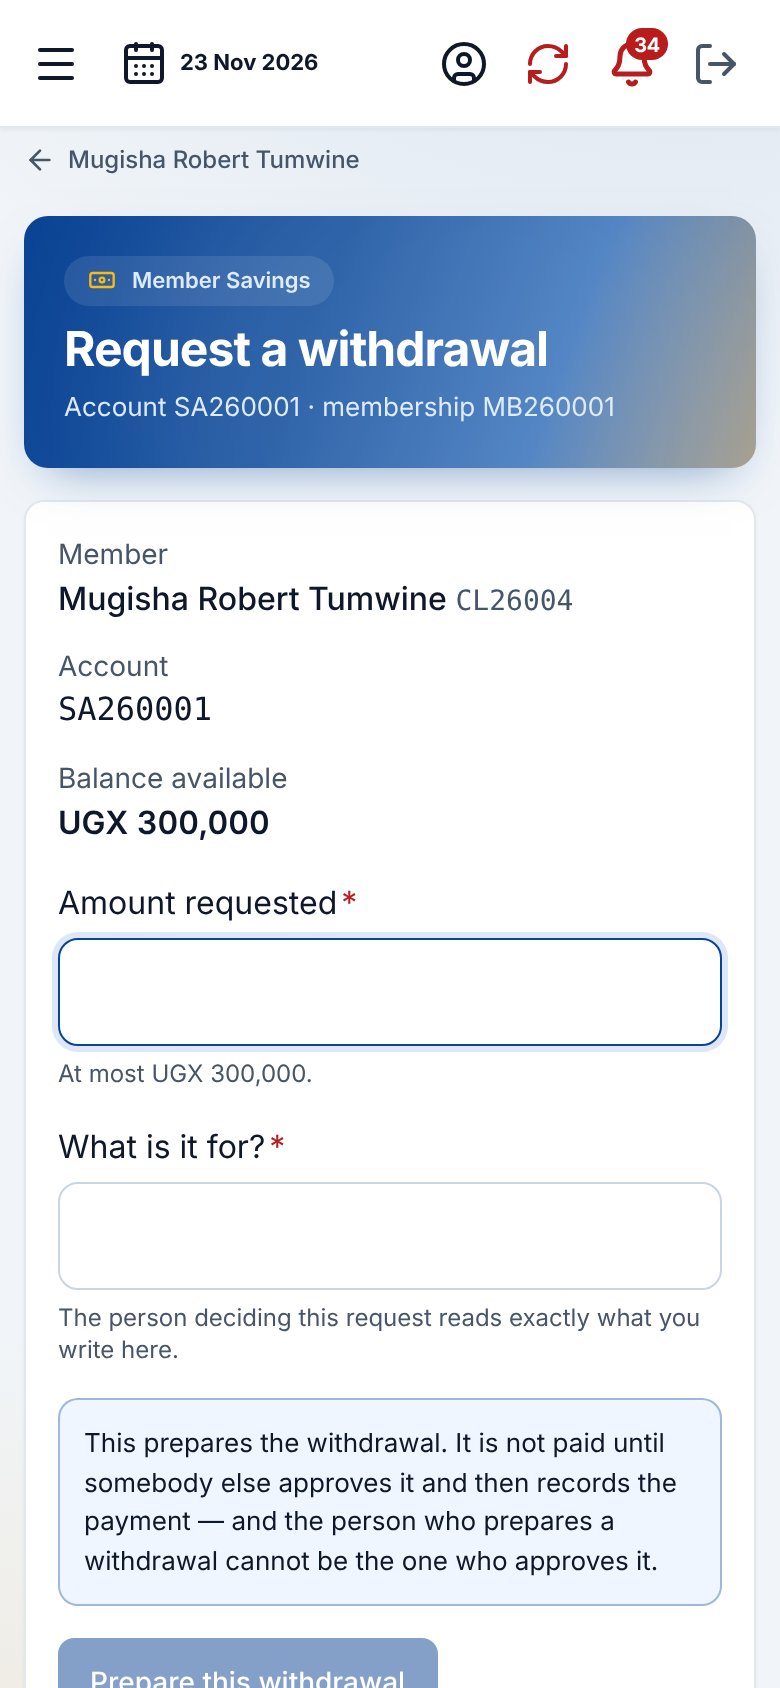 23 Nov 2026
34
Mugisha Robert Tumwine
Member Savings
Request a withdrawal
Account SA260001 · membership MB260001
Member
Mugisha Robert Tumwine CL26004
Account
SA260001
Balance available
UGX 300,000
Amount requested*
At most UGX 300,000.
What is it for?*
The person deciding this request reads exactly what you
write here.
This prepares the withdrawal. It is not paid until
somebody else approves it and then records the
payment — and the person who prepares a
withdrawal cannot be the one who approves it.
Prepare this withdrawal